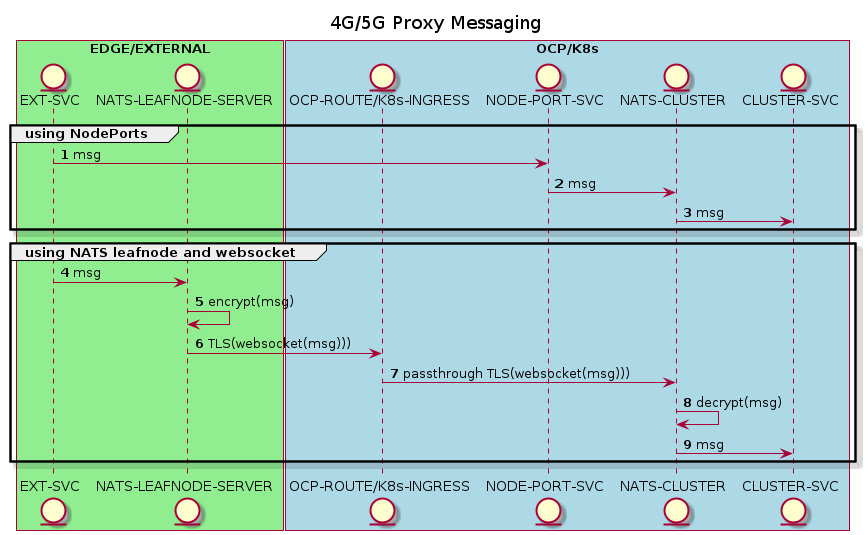 4G/5G Proxy Messaging
EDGE/EXTERNAL
OCP/K8s
EXT-SVC
NATS-LEAFNODE-SERVER
OCP-ROUTE/K8s-INGRESS
NODE-PORT-SVC
NATS-CLUSTER
CLUSTER-SVC
using NodePorts
1 msg
2 msg
3 msg
using NATS leafnode and websocket
4 msg
5 encrypt(msg)
6 TLS(websocket(msg)))
7 passthrough TLS(websocket(msg)))
8 decrypt(msg)
9 msg
EXT-SVC
NATS-LEAFNODE-SERVER
OCP-ROUTE/K8s-INGRESS
NODE-PORT-SVC
NATS-CLUSTER
CLUSTER-SVC